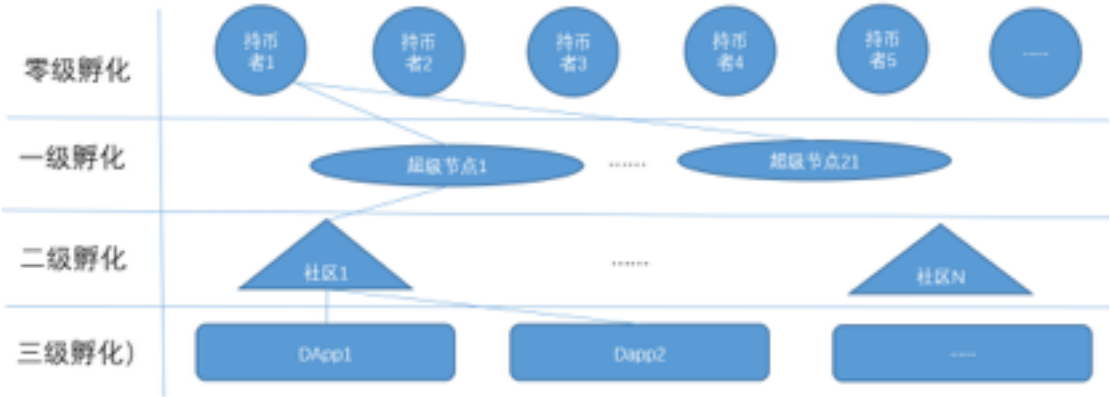 零级孵化
持币
者1
持币
者2
持币
者3
持币
者4
持币
者5
......
一级孵化
超级节点1
......
超级节点21
二级孵化
社区1
......
社区N
三级孵化)
DApp1
Dapp2
......